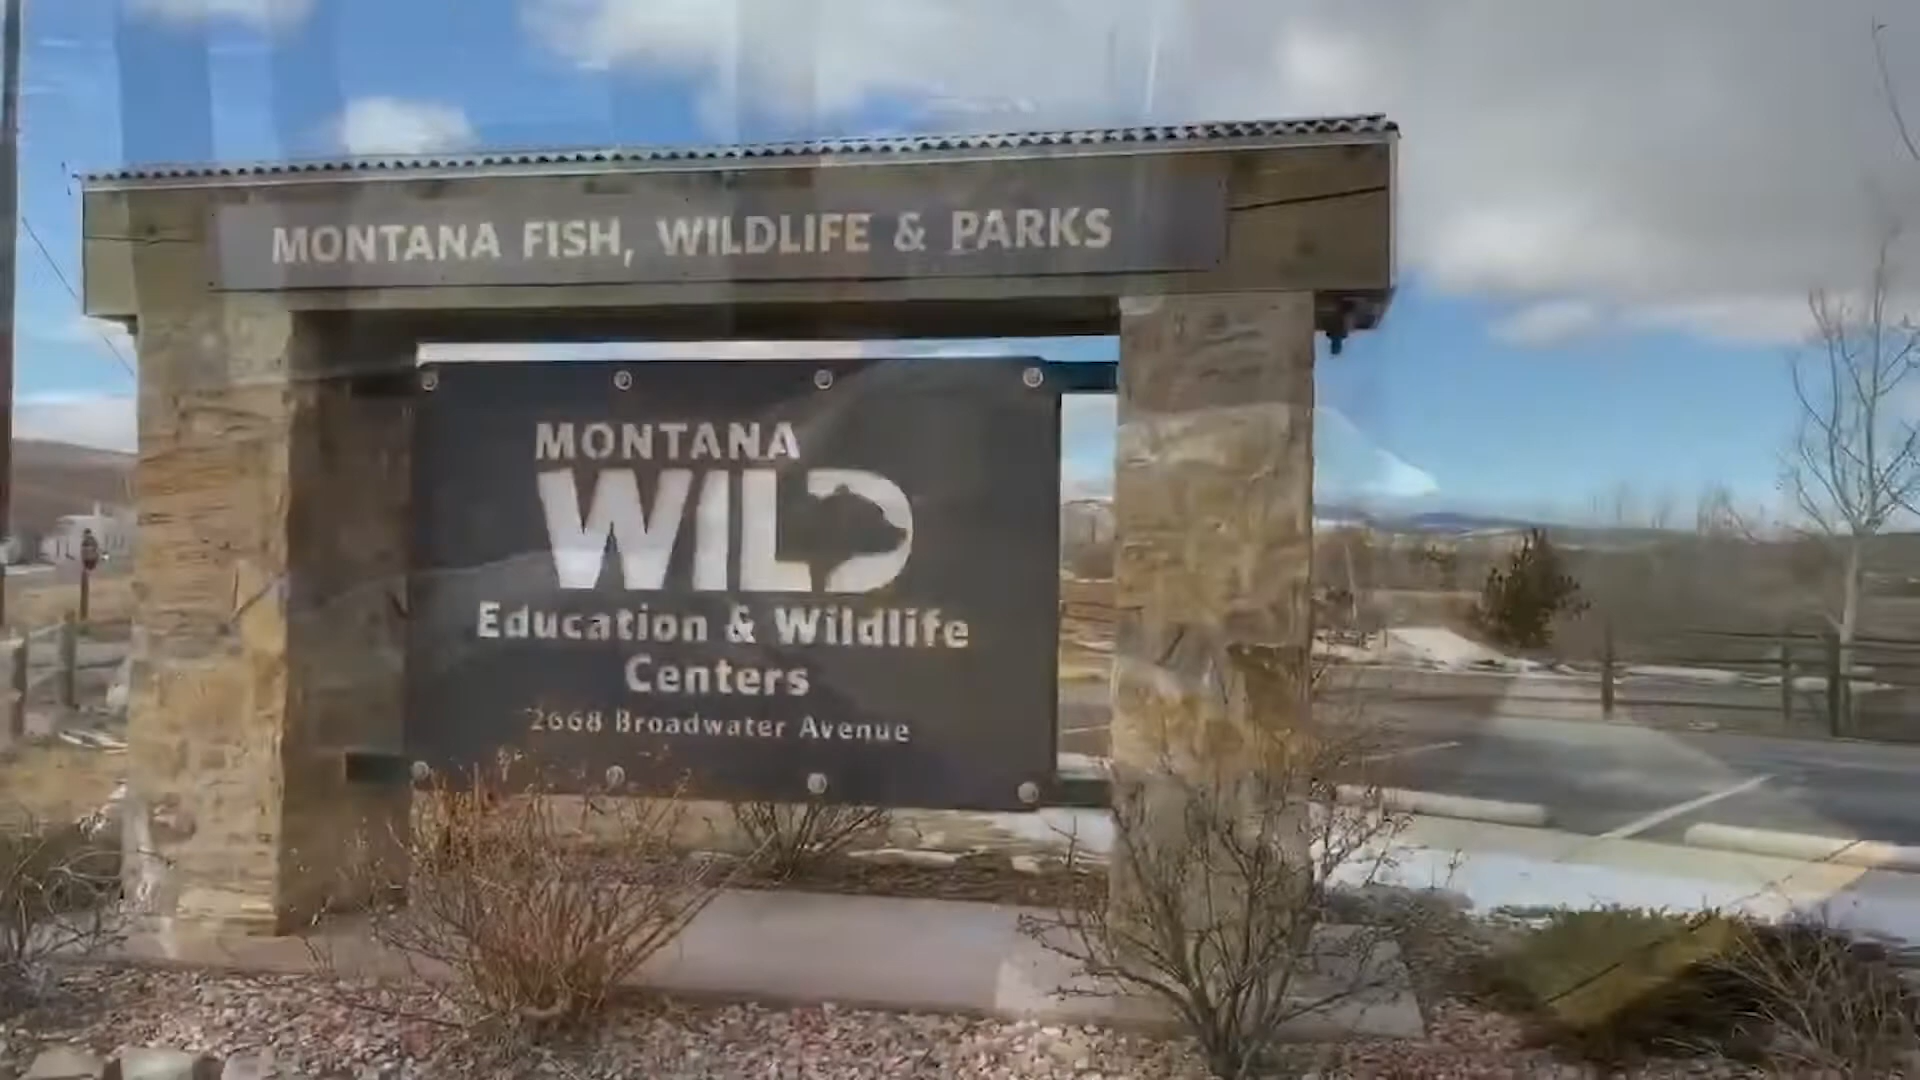 MONTANA FISH, WILDLIFE & PARKS
MONTANA
WILD
Education & Wildlife
Centers
2668 Broadwater Avenue